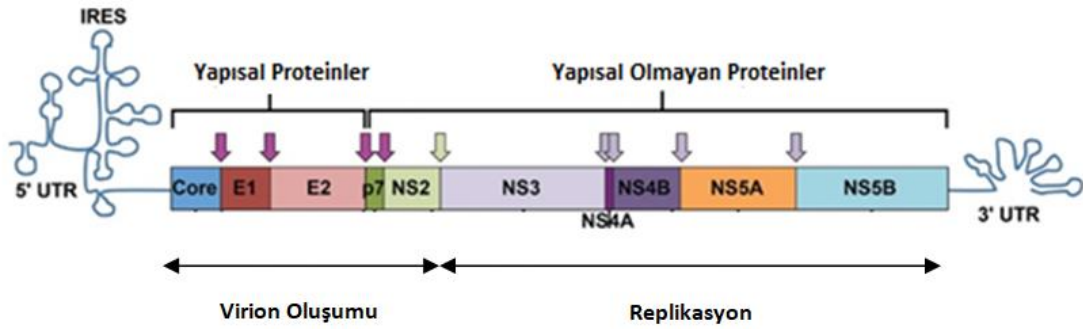 IRES
Yapısal Proteinler
Yapısal Olmayan Proteinler
5' UTR
Core E1 E2 p7 NS2 NS3 NS4B NS5A NS5B
NS4A
3' UTR
Virion Oluşumu
Replikasyon